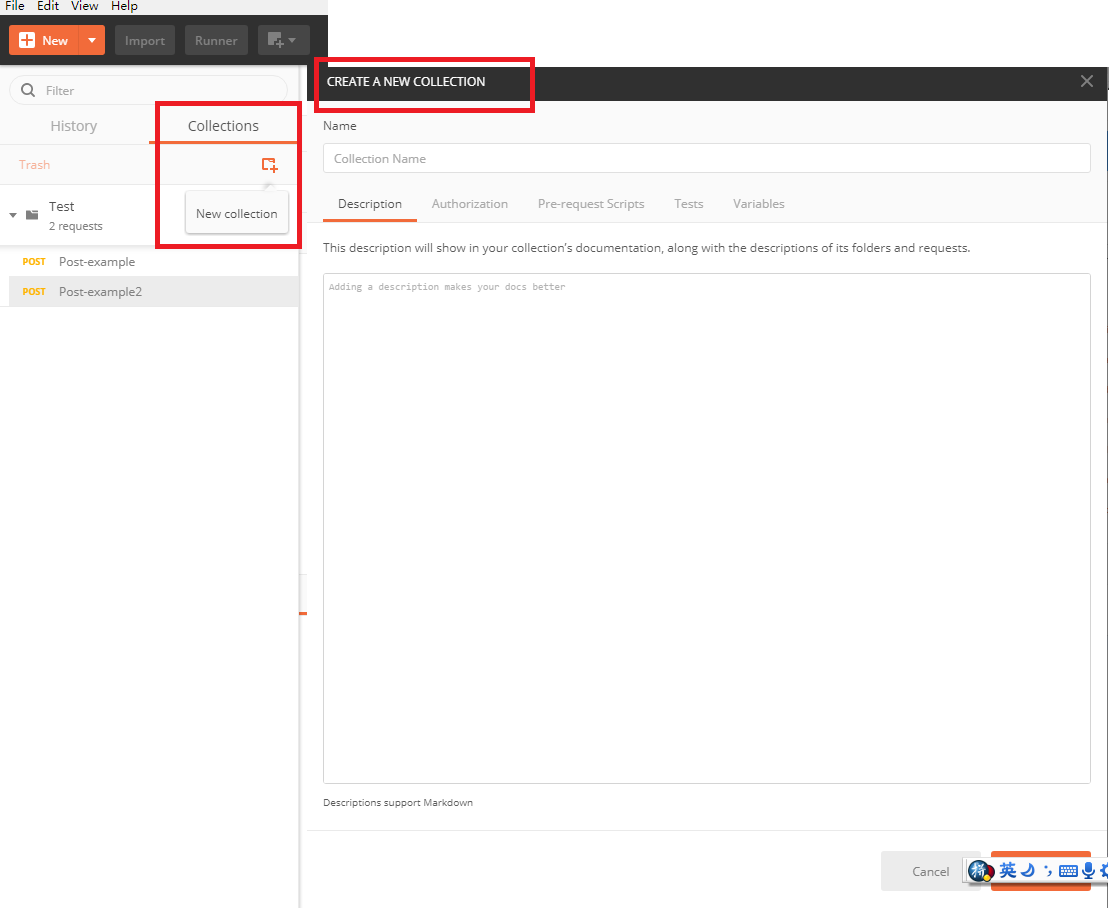 File Edit View Help
New Import Runner
Filter
History Collections
Trash
New collection
Test
2 requests
POST Post-example
POST Post-example2
CREATE A NEW COLLECTION
Name
Collection Name
Description Authorization Pre-request Scripts Tests Variables
This description will show in your collection’s documentation, along with the descriptions of its folders and requests.
Adding a description makes your docs better
Descriptions support Markdown
Cancel
英